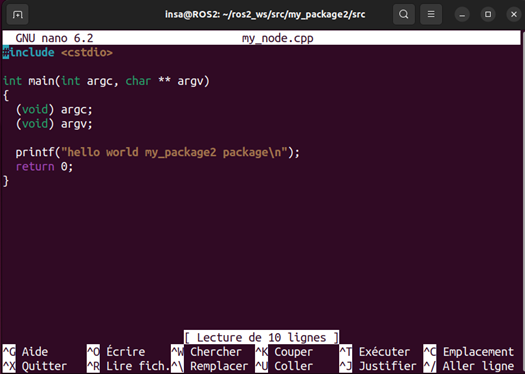 insa@ROS2: ~/ros2_ws/src/my_package2/src
GNU nano 6.2 my_node.cpp
#include <cstdio>
int main(int argc, char ** argv)
{
(void) argc;
(void) argv;
printf("hello world my_package2 package\n");
return 0;
}
[ Lecture de 10 lignes ]
^G Aide ^O Écrire ^W Chercher ^K Couper ^T Exécuter ^C Emplacement
^X Quitter ^R Lire fich. ^\ Remplacer ^U Coller ^J Justifier ^/ Aller ligne